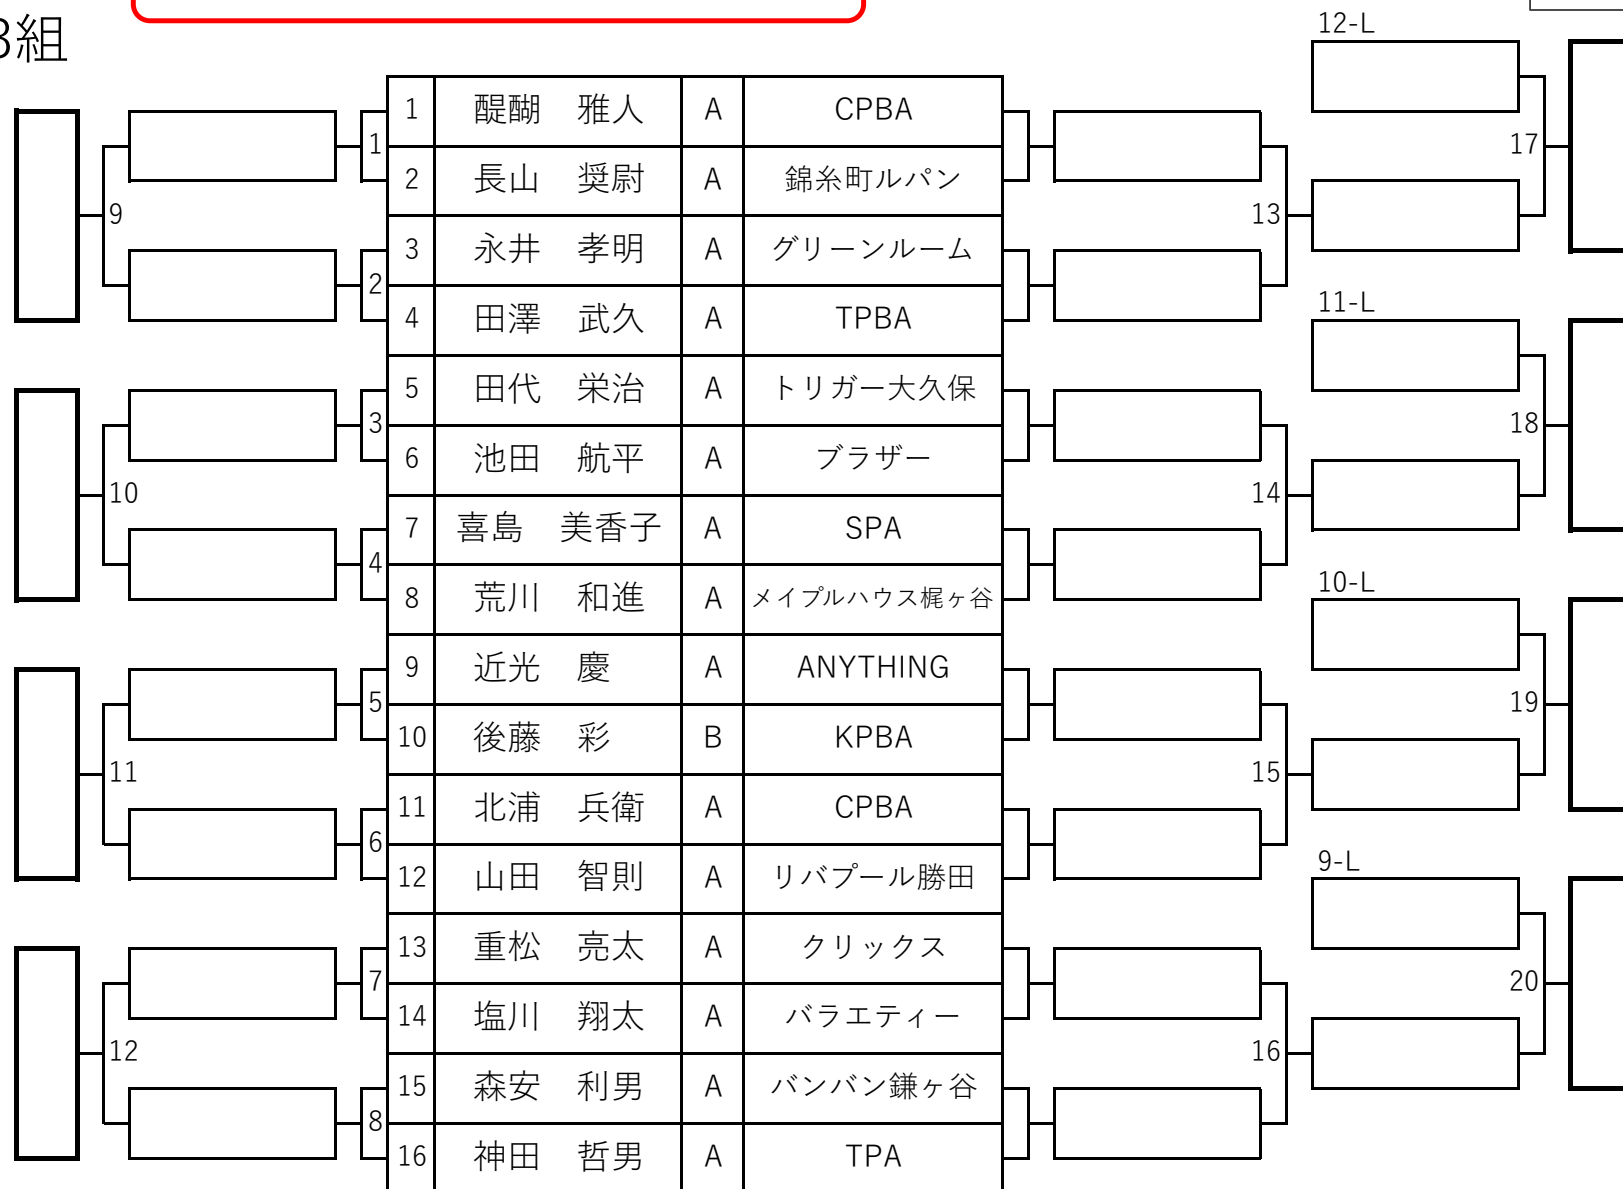 3組
1 醍醐 雅人 A CPBA
2 長山 奨尉 A 錦糸町ルパン
3 永井 孝明 A グリーンルーム
4 田澤 武久 A TPBA
5 田代 栄治 A トリガー大久保
6 池田 航平 A ブラザー
7 喜島 美香子 A SPA
8 荒川 和進 A メイプルハウス梶ヶ谷
9 近光 慶 A ANYTHING
10 後藤 彩 B KPBA
11 北浦 兵衛 A CPBA
12 山田 智則 A リバプール勝田
13 重松 亮太 A クリックス
14 塩川 翔太 A バラエティー
15 森安 利男 A バンバン鎌ヶ谷
16 神田 哲男 A TPA
1
2
3
4
5
6
7
8
9
10
11
12
13
14
15
16
12-L
17
11-L
18
10-L
19
9-L
20